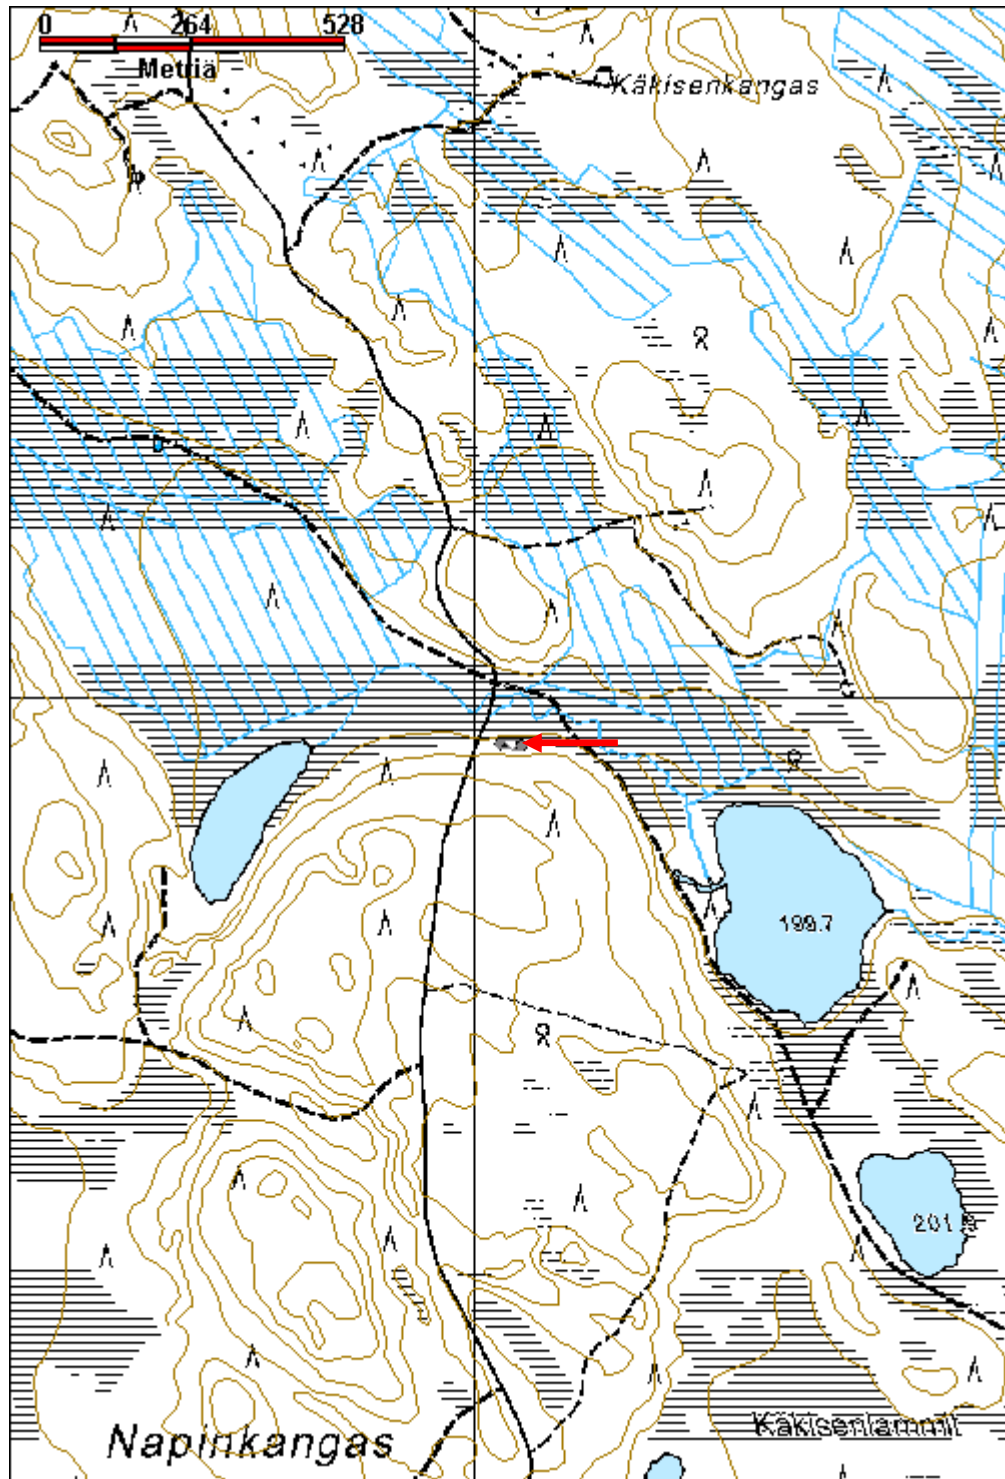 0 264 528
Metriä
Käkisenkangas
199.7
201.9
Napinkangas
Käkisenlammit